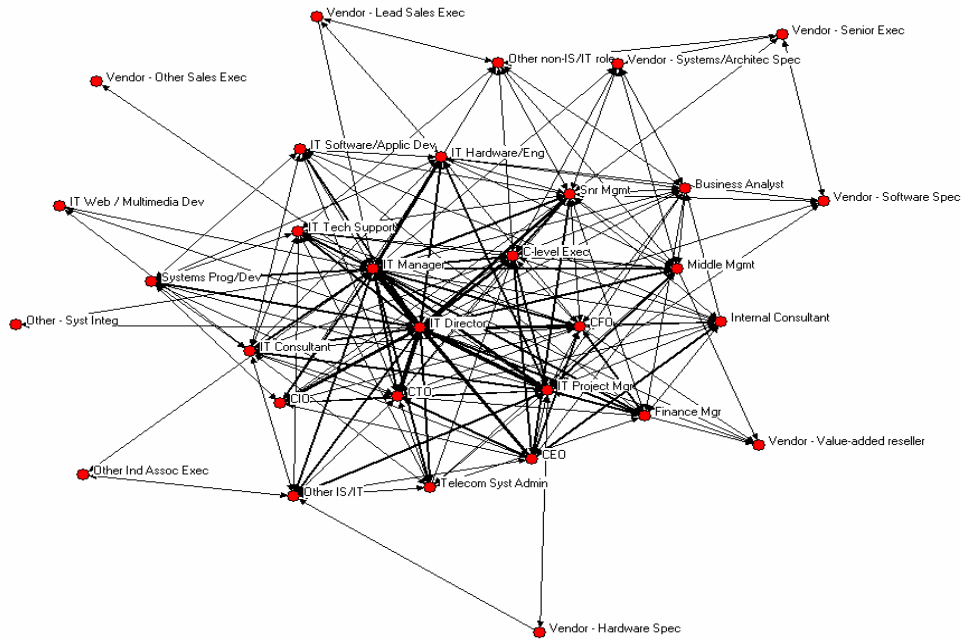 Vendor - Lead Sales Exec
Vendor - Senior Exec
Other non-IS/IT role
Vendor - Systems/Architec Spec
Vendor - Other Sales Exec
IT Software/Applic Dev
IT Hardware/Eng
Snr Mgmt
Business Analyst
Vendor - Software Spec
IT Web / Multimedia Dev
IT Tech Support
C-level Exec
IT Manager
Middle Mgmt
Systems Prog/Dev
Other - Syst Integ
IT Director
CFO
Internal Consultant
IT Consultant
IT Project Mgr
CIO
CTO
Finance Mgr
Vendor - Value-added reseller
CEO
Other Ind Assoc Exec
Telecom Syst Admin
Other IS/IT
Vendor - Hardware Spec